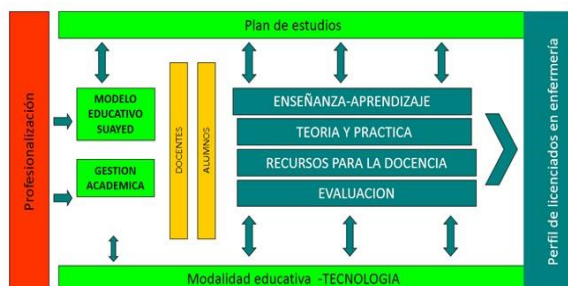 Plan de estudios
Profesionalización
MODELO
EDUCATIVO
SUAYED
GESTION
ACADEMICA
DOCENTES
ALUMNOS
ENSEÑANZA-APRENDIZAJE
TEORIA Y PRACTICA
RECURSOS PARA LA DOCENCIA
EVALUACION
Perfil de licenciados en enfermería
Modalidad educativa -TECNOLOGIA